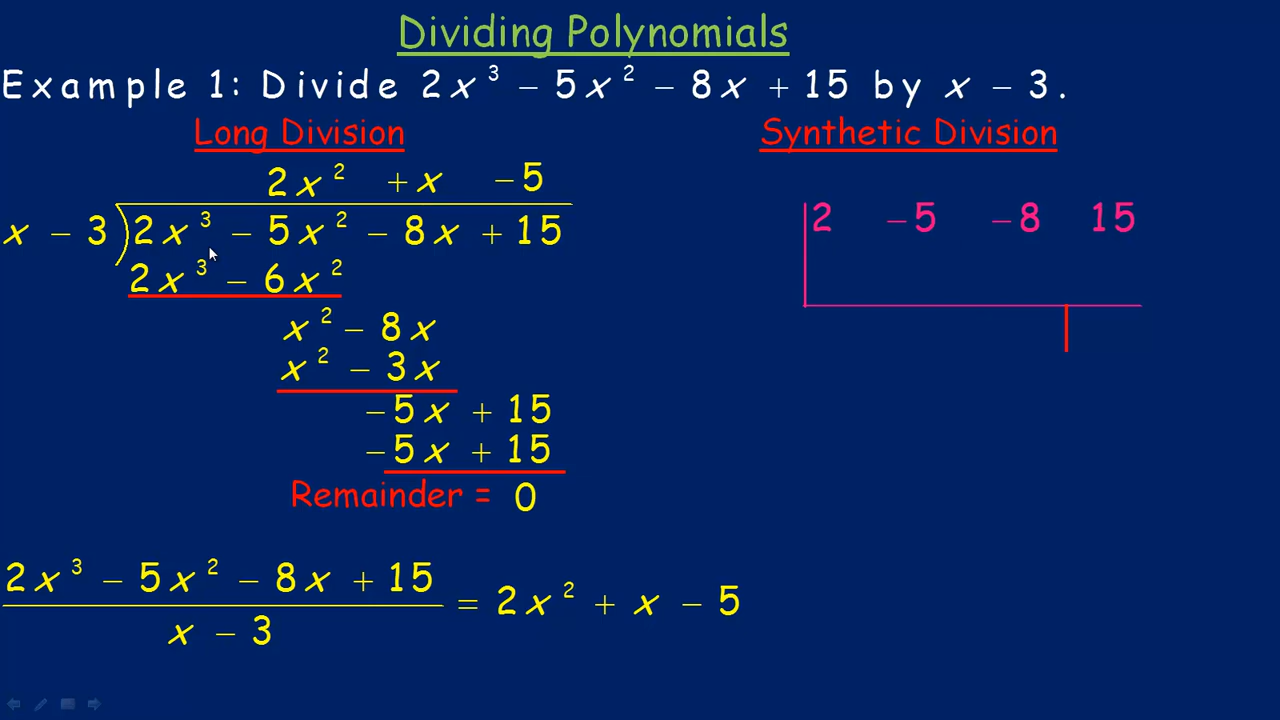 Dividing Polynomials
Example 1: Divide 2x³ − 5x² − 8x + 15 by x − 3.
Long Division
2x² + x − 5
x − 3)2x³ − 5x² − 8x + 15
2x³ − 6x²
x² − 8x
x² − 3x
−5x + 15
−5x + 15
Remainder = 0
2x³ − 5x² − 8x + 15
x − 3
= 2x² + x − 5
Synthetic Division
2 −5 −8 15